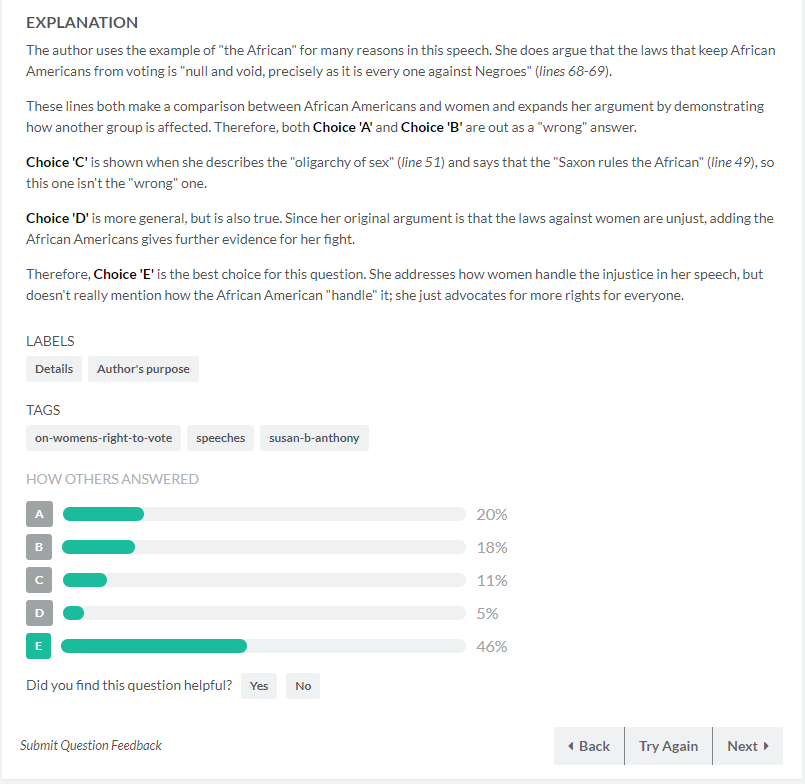 EXPLANATION
The author uses the example of "the African" for many reasons in this speech. She does argue that the laws that keep African
Americans from voting is "null and void, precisely as it is every one against Negroes" (lines 68-69).
These lines both make a comparison between African Americans and women and expands her argument by demonstrating
how another group is affected. Therefore, both Choice 'A' and Choice 'B' are out as a "wrong" answer.
Choice 'C' is shown when she describes the "oligarchy of sex" (line 51) and says that the "Saxon rules the African" (line 49), so
this one isn't the "wrong" one.
Choice 'D' is more general, but is also true. Since her original argument is that the laws against women are unjust, adding the
African Americans gives further evidence for her fight.
Therefore, Choice 'E' is the best choice for this question. She addresses how women handle the injustice in her speech, but
doesn't really mention how the African American "handle" it; she just advocates for more rights for everyone.
LABELS
Details Author's purpose
TAGS
on-womens-right-to-vote speeches susan-b-anthony
HOW OTHERS ANSWERED
A 20%
B 18%
C 11%
D 5%
E 46%
Did you find this question helpful? Yes No
Submit Question Feedback Back Try Again Next